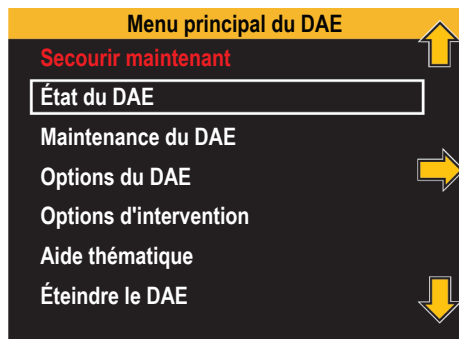 Menu principal du DAE
Secourir maintenant
État du DAE
Maintenance du DAE
Options du DAE
Options d'intervention
Aide thématique
Éteindre le DAE